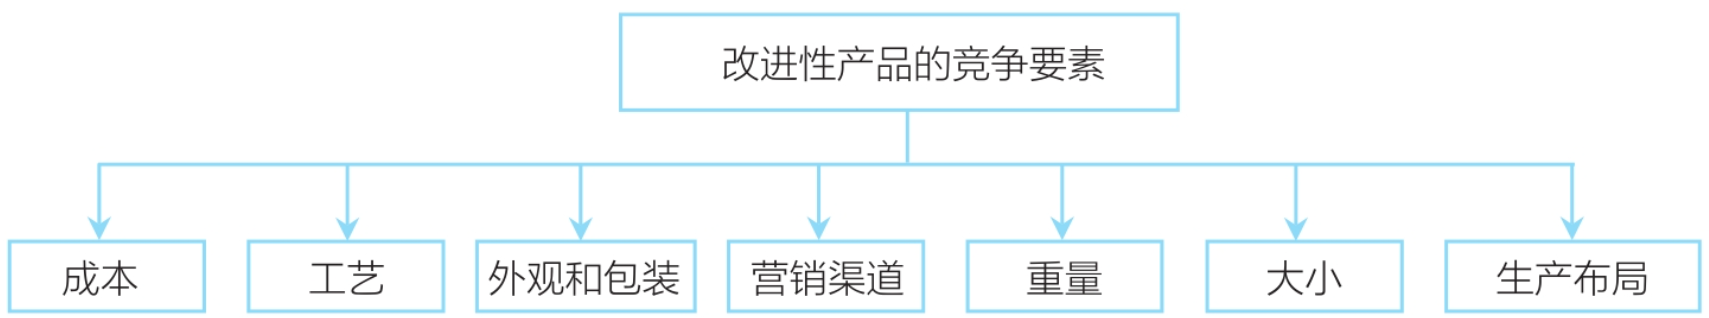 改进性产品的竞争要素
成本
工艺
外观和包装
营销渠道
重量
大小
生产布局